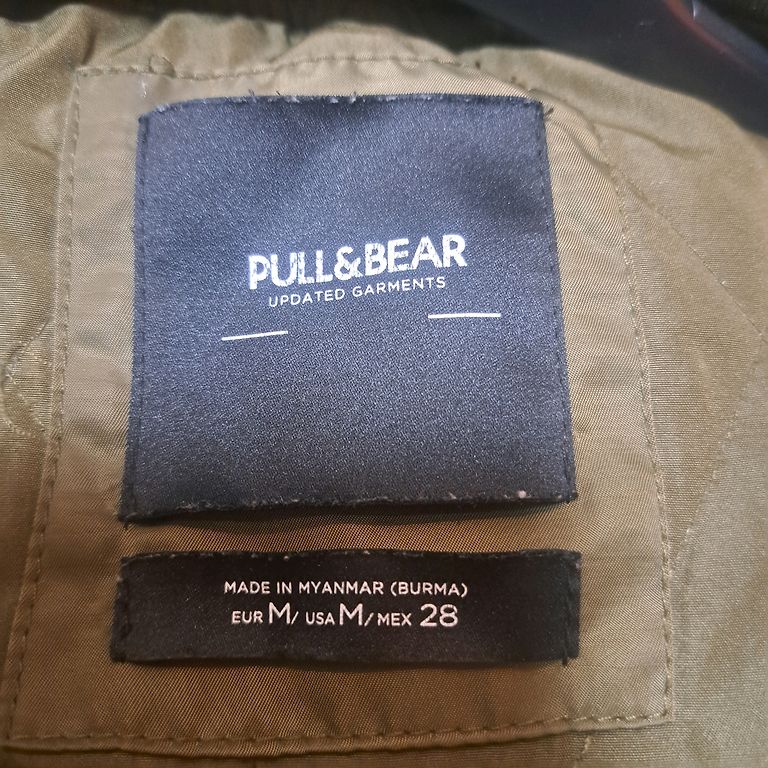 PULL&BEAR
UPDATED GARMENTS
MADE IN MYANMAR (BURMA)
EUR M/ USA M/ MEX 28